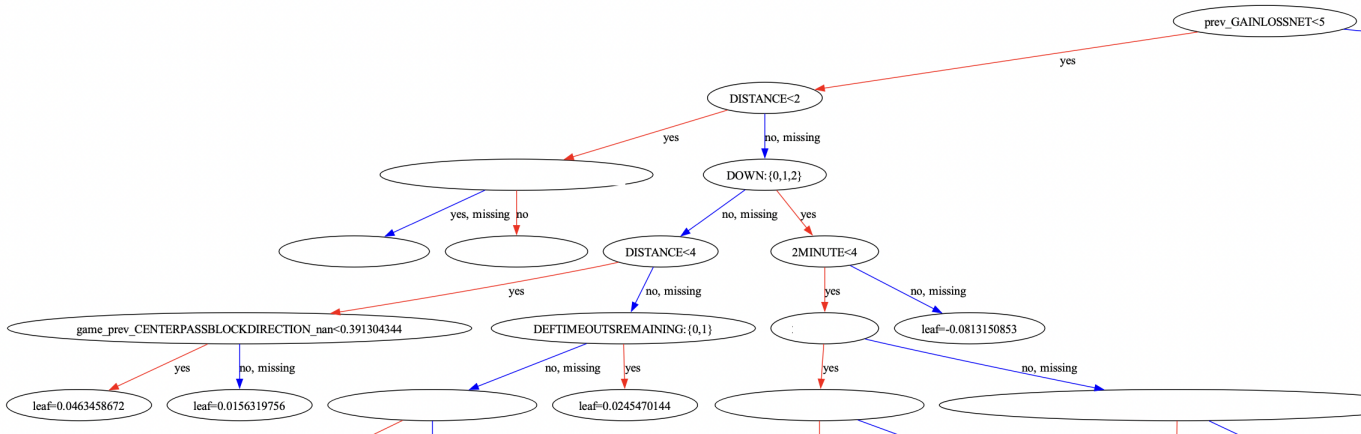 prev_GAINLOSSNET<5
yes
DISTANCE<2
yes
no, missing
DOWN:{0,1,2}
yes, missing
no
no, missing
yes
DISTANCE<4
2MINUTE<4
yes
no, missing
yes
no, missing
game_prev_CENTERPASSBLOCKDIRECTION_nan<0.391304344
DEFTIMEOUTSREMAINING:{0,1}
leaf=-0.0813150853
yes
no, missing
no, missing
yes
yes
no, missing
leaf=0.0463458672
leaf=0.0156319756
leaf=0.0245470144